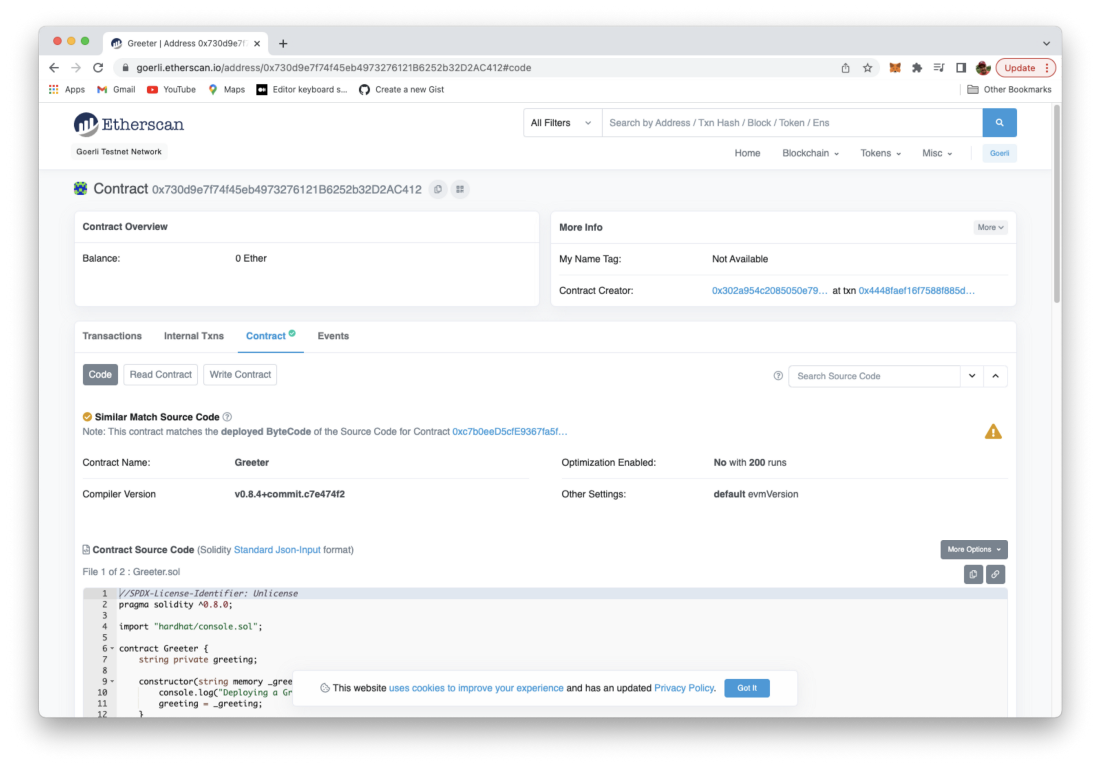 Greeter | Address 0x730d9e7f
goerli.etherscan.io/address/0x730d9e7f74f45eb4973276121B6252b32D2AC412#code
Update
Apps Gmail YouTube Maps Editor keyboard s... Create a new Gist Other Bookmarks
Etherscan
All Filters Search by Address / Txn Hash / Block / Token / Ens
Goerli Testnet Network
Home Blockchain Tokens Misc Goerli
Contract 0x730d9e7f74f45eb4973276121B6252b32D2AC412
Contract Overview
Balance: 0 Ether
More Info More
My Name Tag: Not Available
Contract Creator: 0x302a954c2085050e79... at txn 0x4448faef16f7588f885d...
Transactions Internal Txns Contract Events
Code Read Contract Write Contract
Search Source Code
Similar Match Source Code
Note: This contract matches the deployed ByteCode of the Source Code for Contract 0xc7b0eeD5cfE9367fa5f...
Contract Name: Greeter
Optimization Enabled: No with 200 runs
Compiler Version v0.8.4+commit.c7e474f2
Other Settings: default evmVersion
Contract Source Code (Solidity Standard Json-Input format)
More Options
File 1 of 2 : Greeter.sol
1 //SPDX-License-Identifier: Unlicense
2 pragma solidity ^0.8.0;
3
4 import "hardhat/console.sol";
5
6 contract Greeter {
7 string private greeting;
8
9 constructor(string memory _gree
10 console.log("Deploying a Gr
11 greeting = _greeting;
12 }
This website uses cookies to improve your experience and has an updated Privacy Policy. Got It